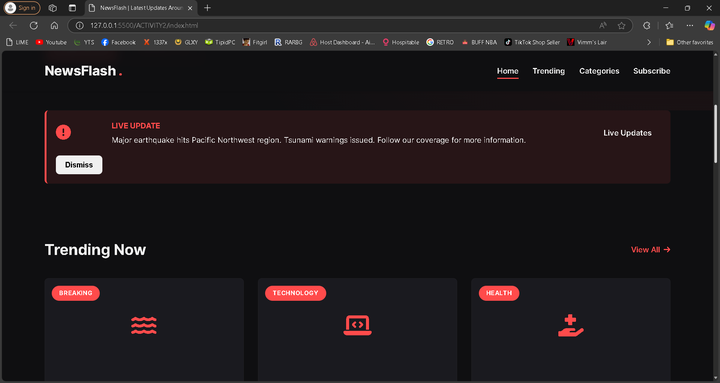 Sign in
NewsFlash | Latest Updates Arou
127.0.0.1:5500/ACTIVITY2/index.html
LIME Youtube YTS Facebook 1337x GLXY TipidPC Fitgirl RARBG Host Dashboard - Ai... Hospitable RETRO BUFF NBA TikTok Shop Seller Vimm's Lair Other favorites
NewsFlash.
Home Trending Categories Subscribe
LIVE UPDATE
Major earthquake hits Pacific Northwest region. Tsunami warnings issued. Follow our coverage for more information.
Live Updates
Dismiss
Trending Now
View All →
BREAKING
TECHNOLOGY
HEALTH